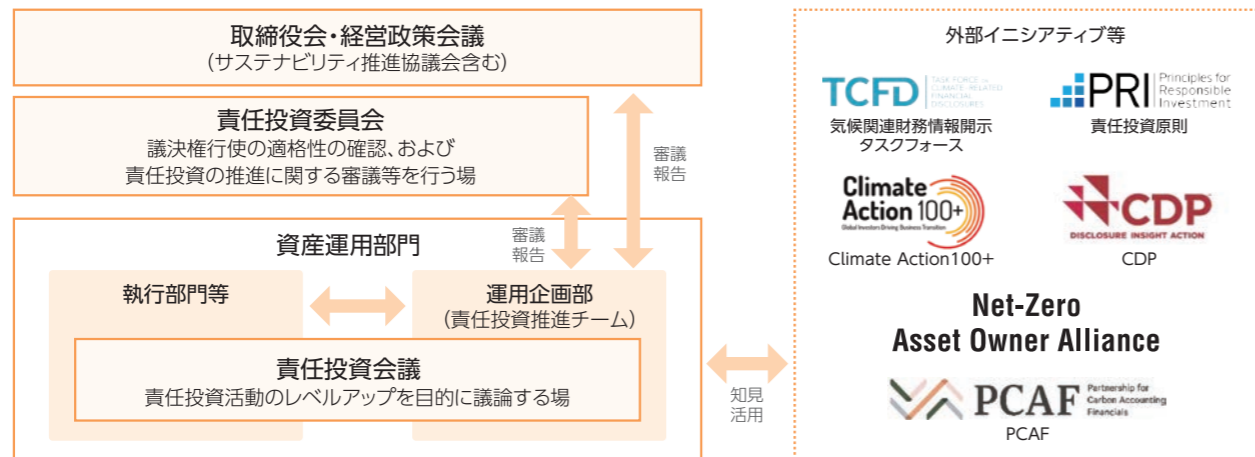 取締役会・経営政策会議
(サステナビリティ推進協議会含む)
責任投資委員会
議決権行使の適格性の確認、および
責任投資の推進に関する審議等を行う場
審議
報告
資産運用部門
審議
報告
執行部門等
運用企画部
(責任投資推進チーム)
責任投資会議
責任投資活動のレベルアップを目的に議論する場
知見
活用
外部イニシアティブ等
TCFD
TASK FORCE ON
CLIMATE-RELATED
FINANCIAL
DISCLOSURES
気候関連財務情報開示
タスクフォース
PRI
Principles for
Responsible
Investment
責任投資原則
Climate
Action 100+
Global Investors Driving Business Transition
Climate Action100+
CDP
DISCLOSURE INSIGHT ACTION
CDP
Net-Zero
Asset Owner Alliance
PCAF
Partnership for
Carbon Accounting
Financials
PCAF